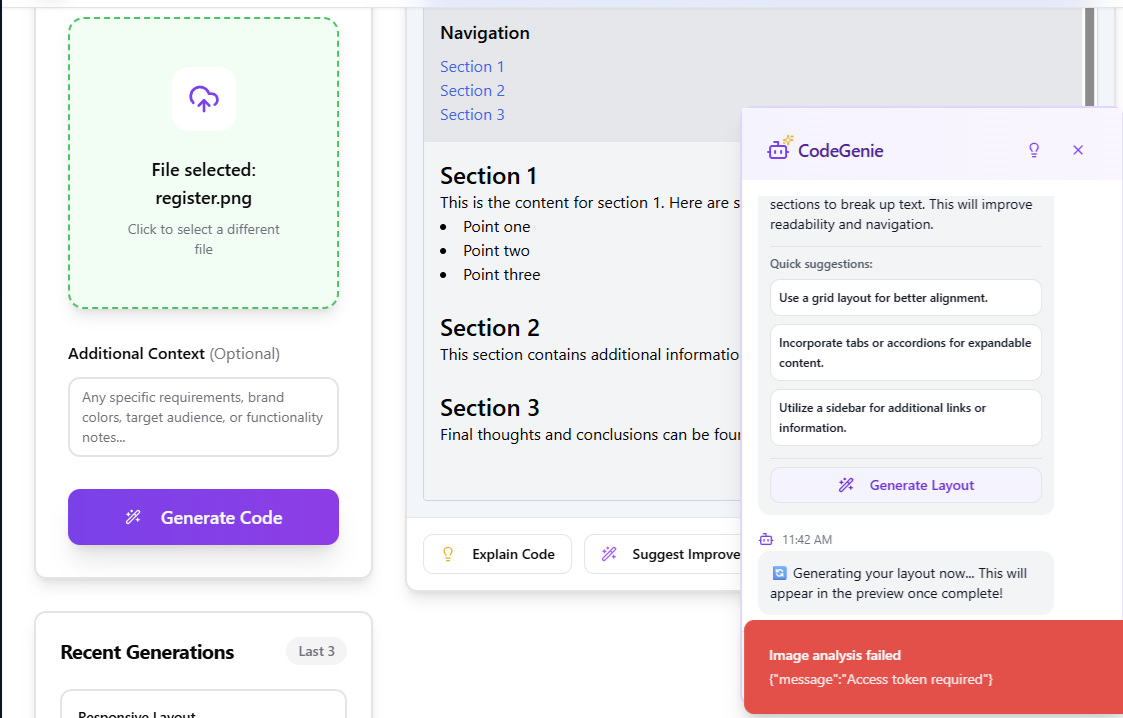 File selected:
register.png
Click to select a different
file
Additional Context (Optional)
Any specific requirements, brand
colors, target audience, or functionality
notes...
Generate Code
Recent Generations
Last 3
Responsive Layout
Navigation
Section 1
Section 2
Section 3
Section 1
This is the content for section 1. Here are s
Point one
Point two
Point three
Section 2
This section contains additional informatio
Section 3
Final thoughts and conclusions can be four
Explain Code
Suggest Improve
CodeGenie
sections to break up text. This will improve
readability and navigation.
Quick suggestions:
Use a grid layout for better alignment.
Incorporate tabs or accordions for expandable
content.
Utilize a sidebar for additional links or
information.
Generate Layout
11:42 AM
Generating your layout now... This will
appear in the preview once complete!
Image analysis failed
{"message":"Access token required"}